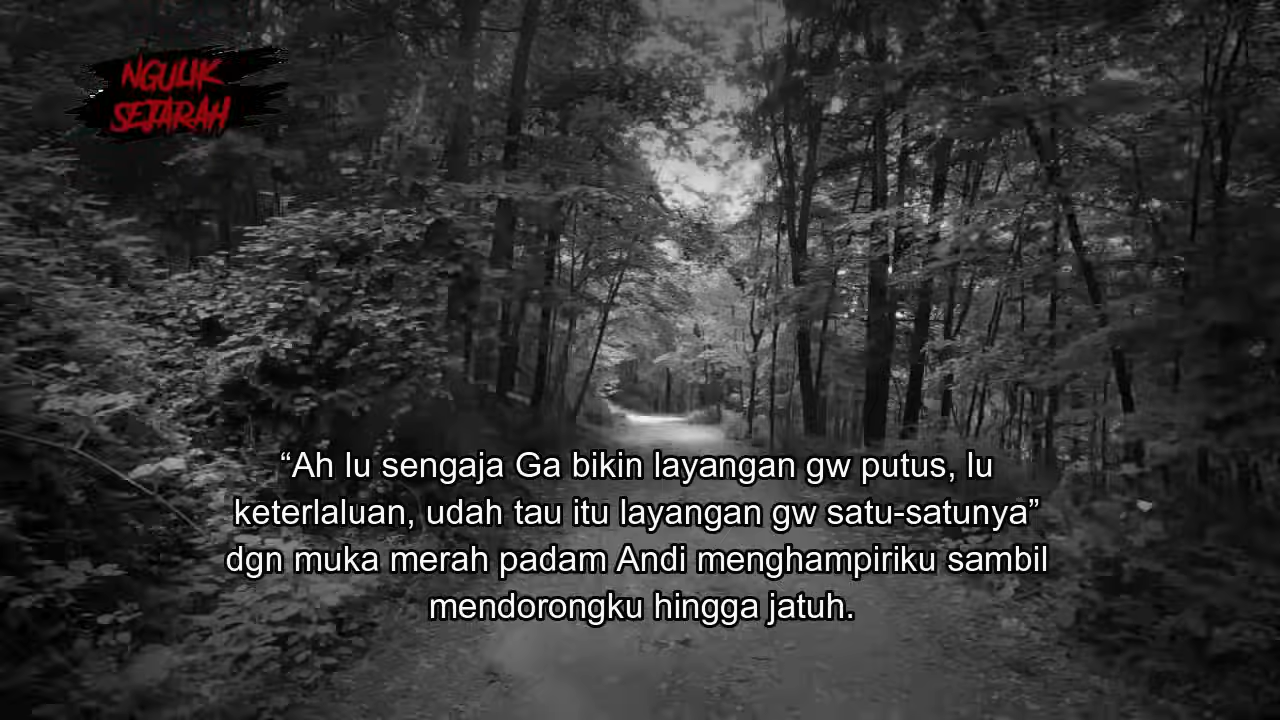 NGULIK
SEJARAH
“Ah lu sengaja Ga bikin layangan gw putus, lu
keterlaluan, udah tau itu layangan gw satu-satunya”
dgn muka merah padam Andi menghampiriku sambil
mendorongku hingga jatuh.